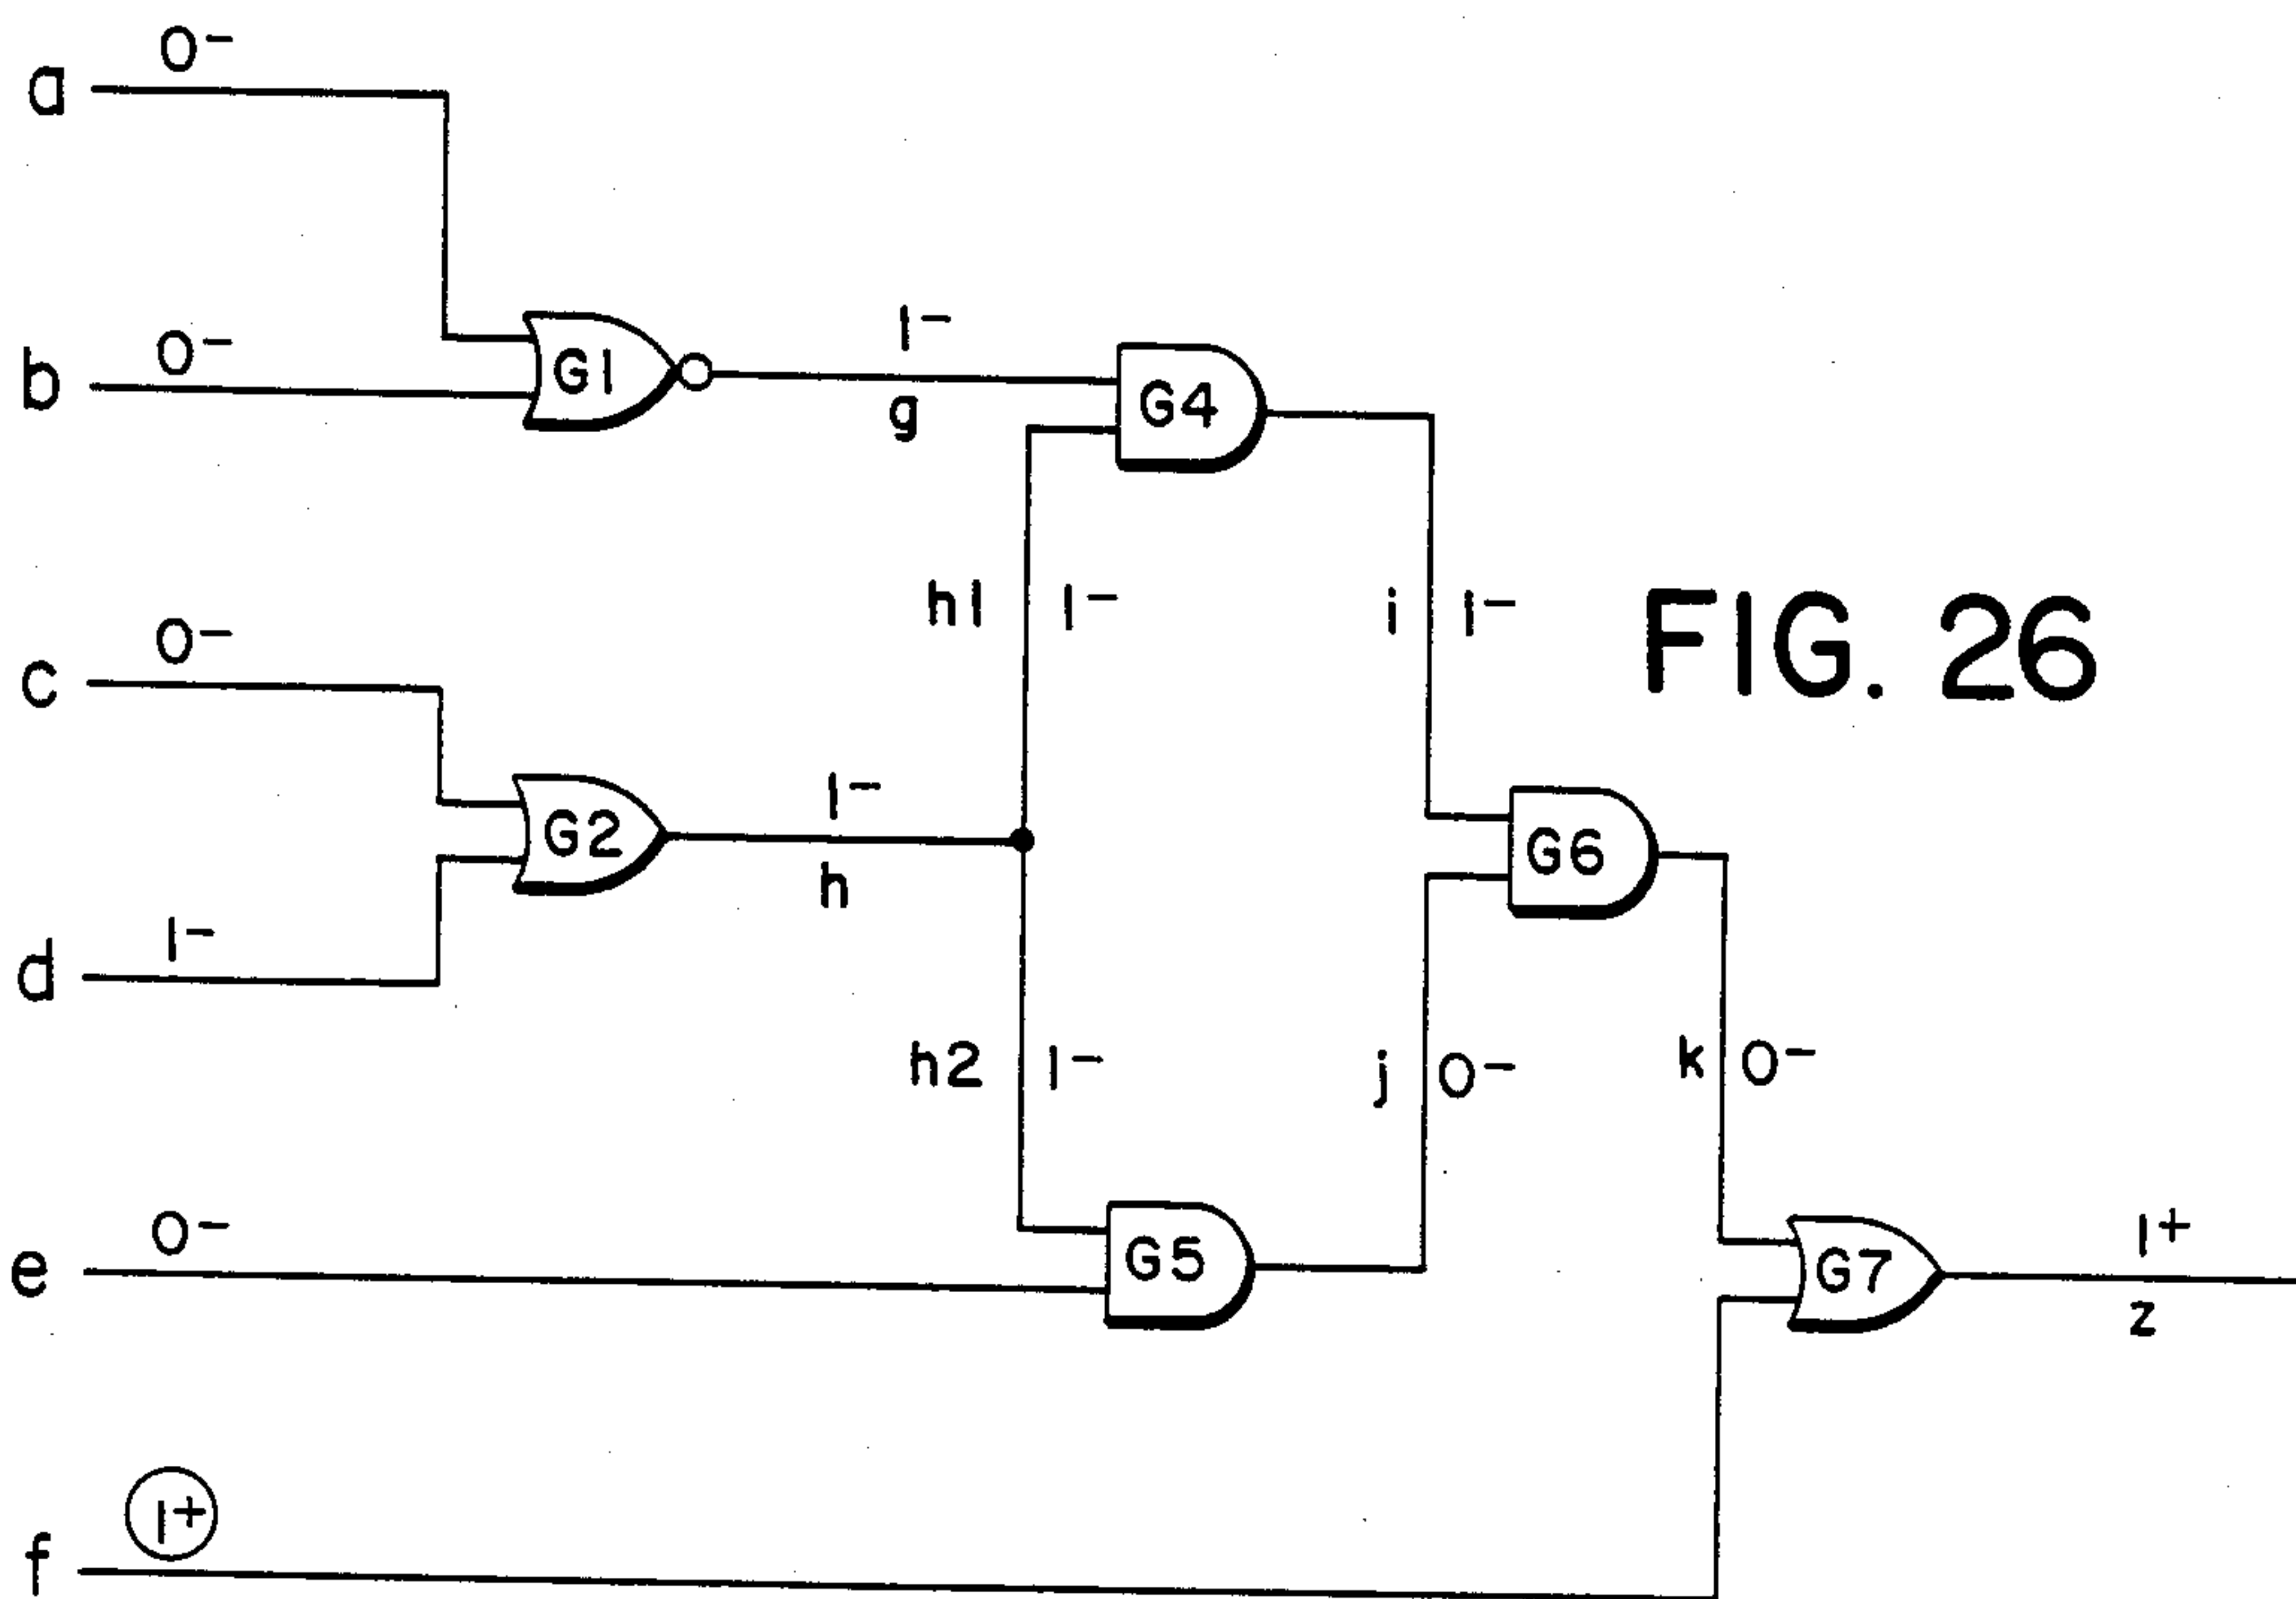 a 0⁻
b 0⁻
G1
1⁻
g
G4
c 0⁻
h1 1⁻
i 1⁻
FIG. 26
G2
1⁻
h
G6
d 1⁻
h2 1⁻
j 0⁻
k 0⁻
e 0⁻
G5
G7
1⁺
z
f 1⁺